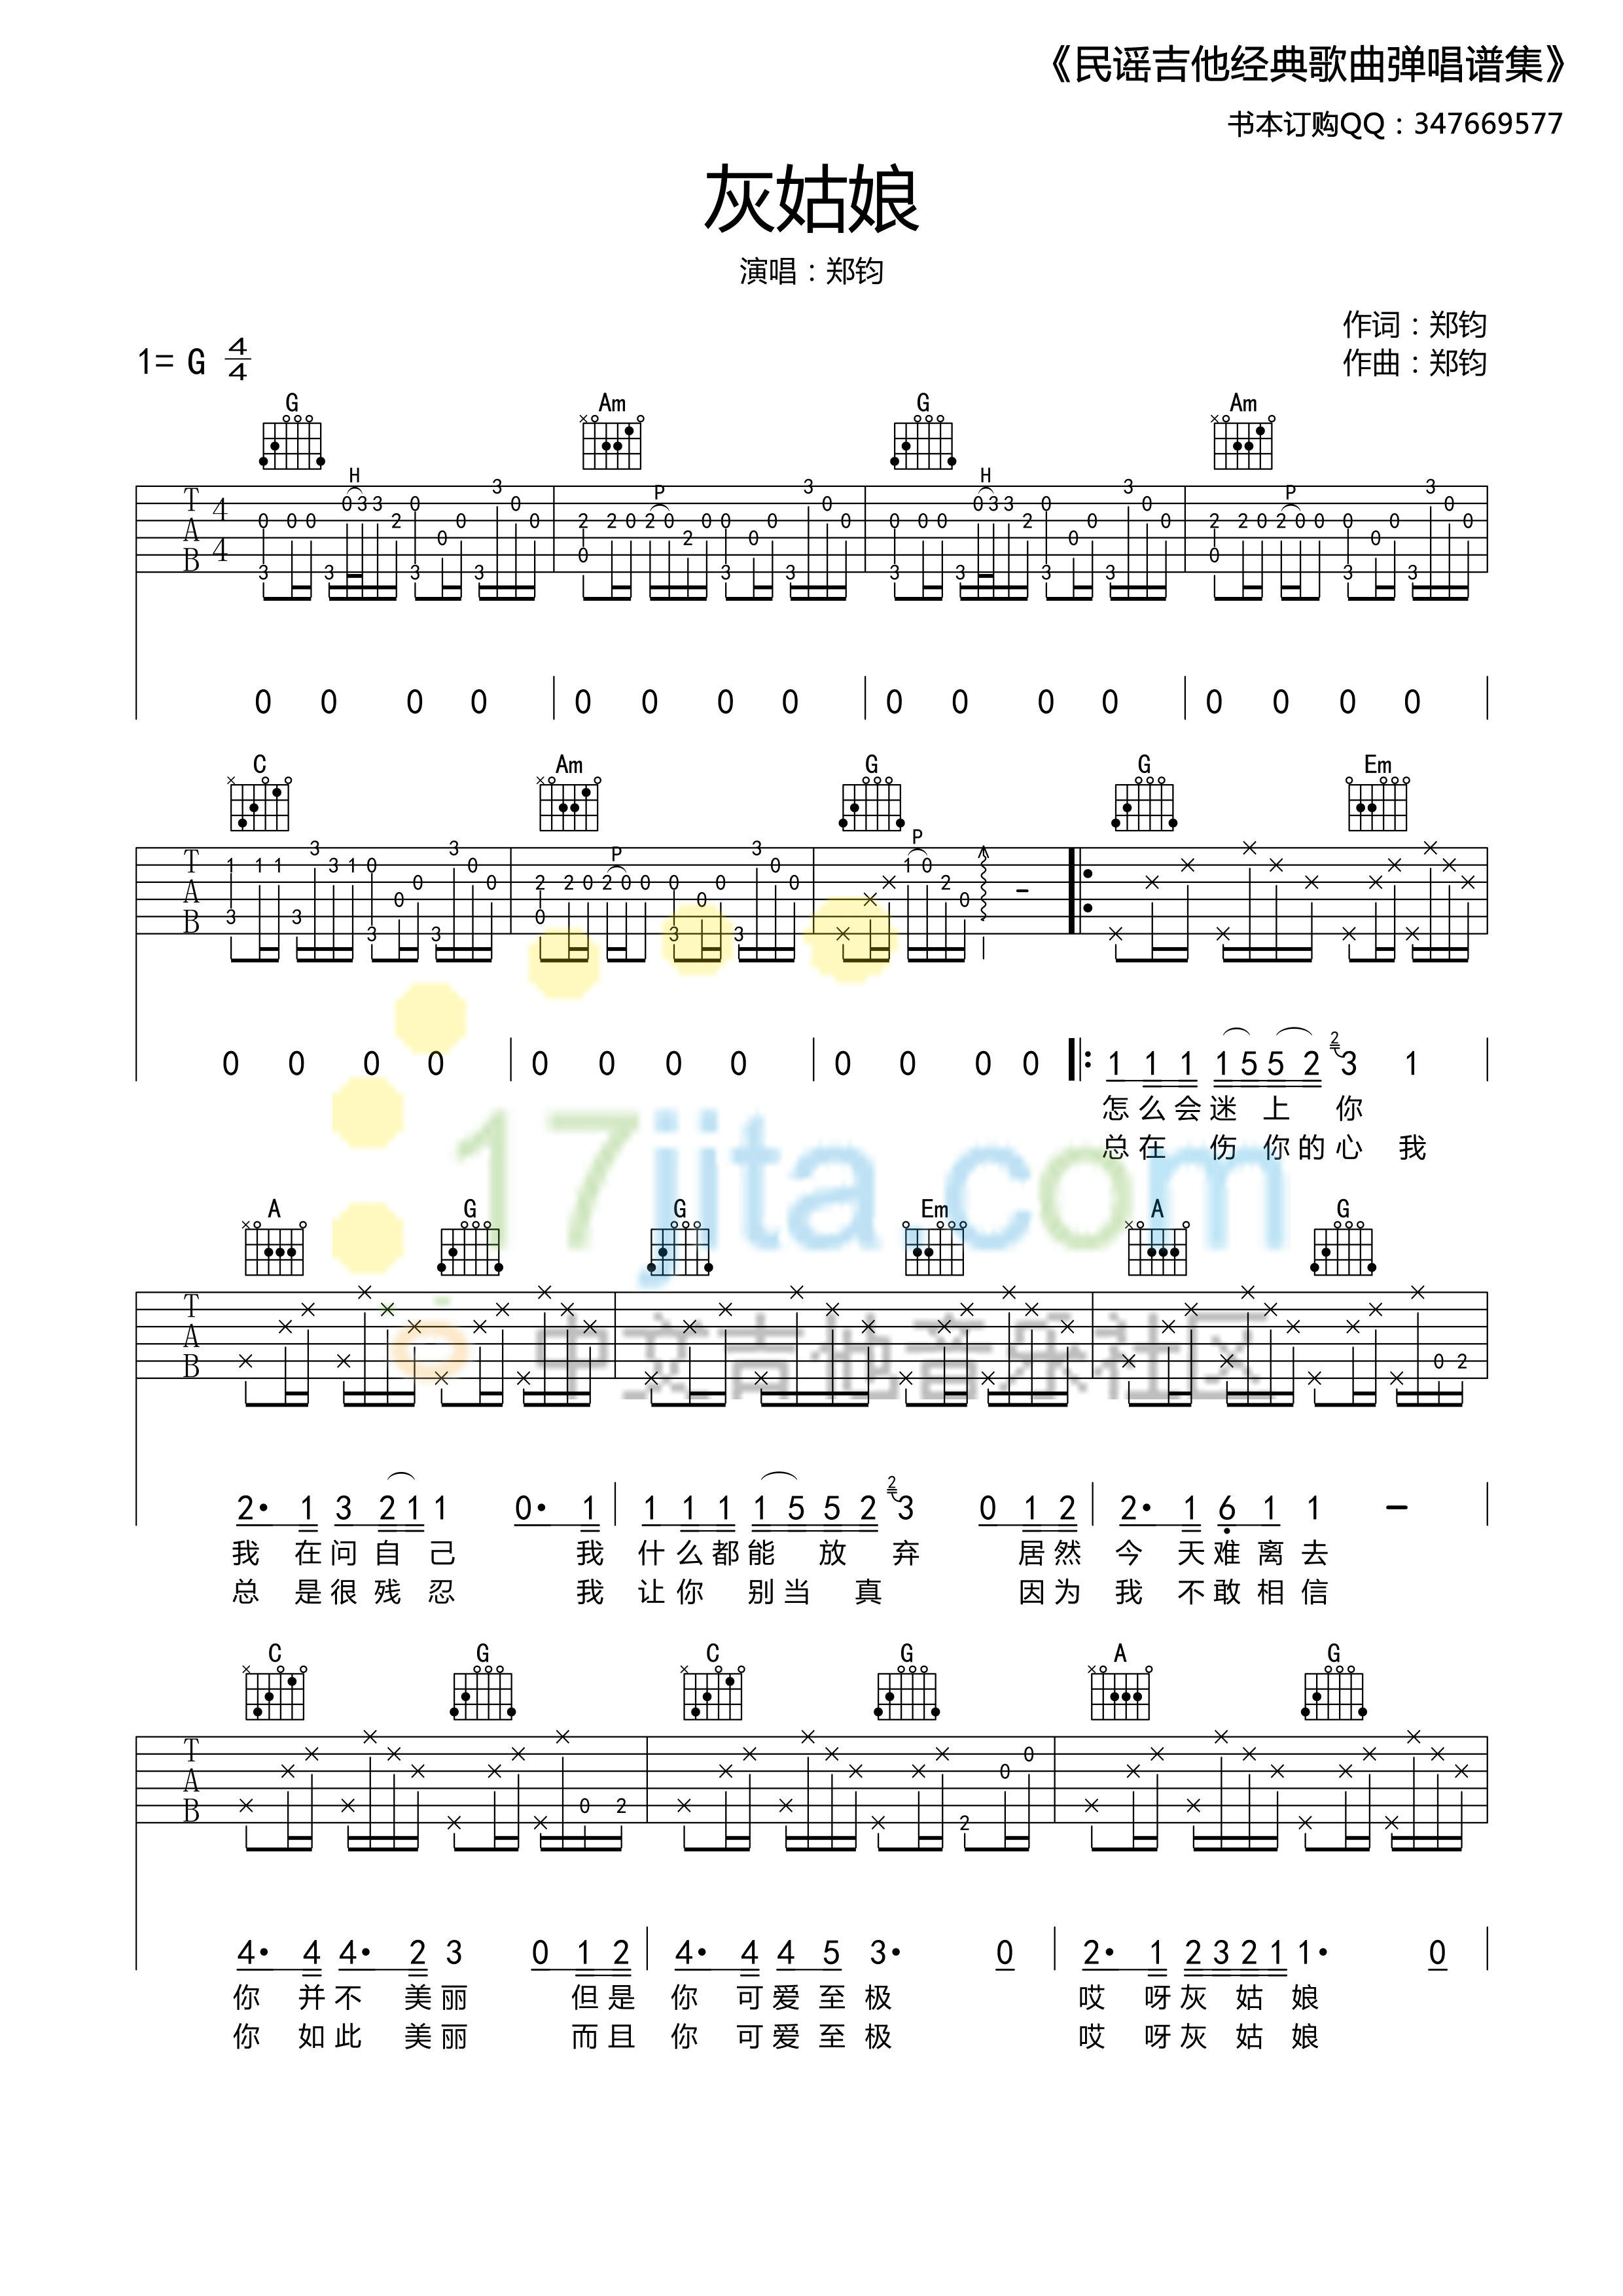 《民谣吉他经典歌曲弹唱谱集》
书本订购QQ：347669577
灰姑娘
演唱：郑钧
作词：郑钧
1= G 4/4
作曲：郑钧
G Am G Am
H P H P
T A B 4/4
0 0 0 0 | 0 0 0 0 | 0 0 0 0 | 0 0 0 0
C Am G G Em
P P
T A B
0 0 0 0 | 0 0 0 0 | 0 0 0 0 |: 1 1 1 1 5 5 2 2 3 1
怎么会迷上你
总在伤你的心 我
17jita.com
A G G Em A G
T A B
中文吉他音乐社区
2· 1 3 2 1 1 0· 1 | 1 1 1 1 5 5 2 2 3 0 1 2 | 2· 1 6 1 1 –
我在问自己 我 什么都能放弃 居然 今天难离去
总是很残忍 我 让你别当真 因为 我不敢相信
C G C G A G
T A B
4· 4 4· 2 3 0 1 2 | 4· 4 4 5 3· 0 | 2· 1 2 3 2 1 1· 0
你并不美丽 但是 你可爱至极 哎呀灰姑娘
你如此美丽 而且 你可爱至极 哎呀灰姑娘